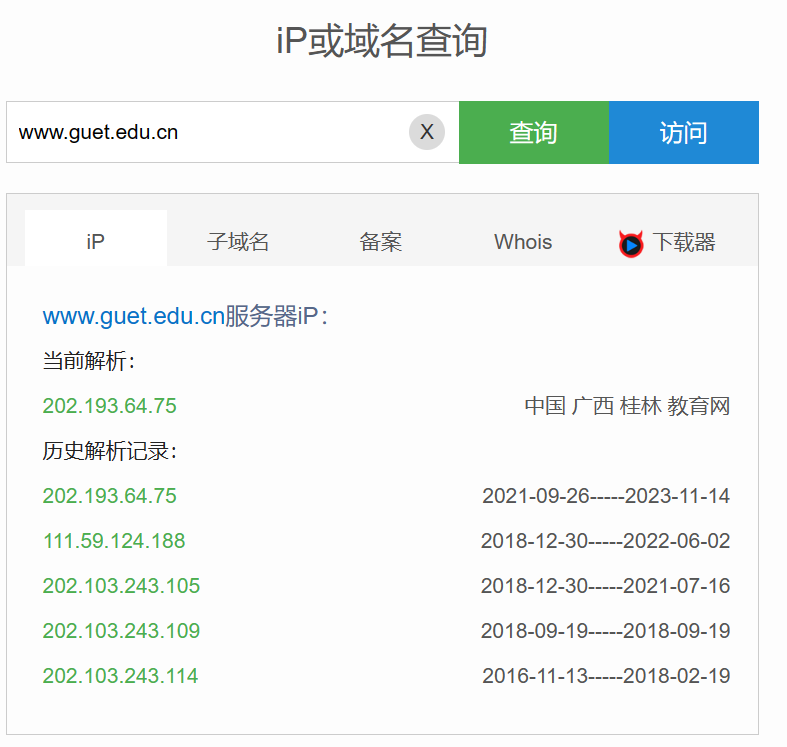 iP或域名查询
www.guet.edu.cn X 查询 访问
iP 子域名 备案 Whois 下载器
www.guet.edu.cn服务器iP：
当前解析：
202.193.64.75 中国 广西 桂林 教育网
历史解析记录：
202.193.64.75 2021-09-26-----2023-11-14
111.59.124.188 2018-12-30-----2022-06-02
202.103.243.105 2018-12-30-----2021-07-16
202.103.243.109 2018-09-19-----2018-09-19
202.103.243.114 2016-11-13-----2018-02-19